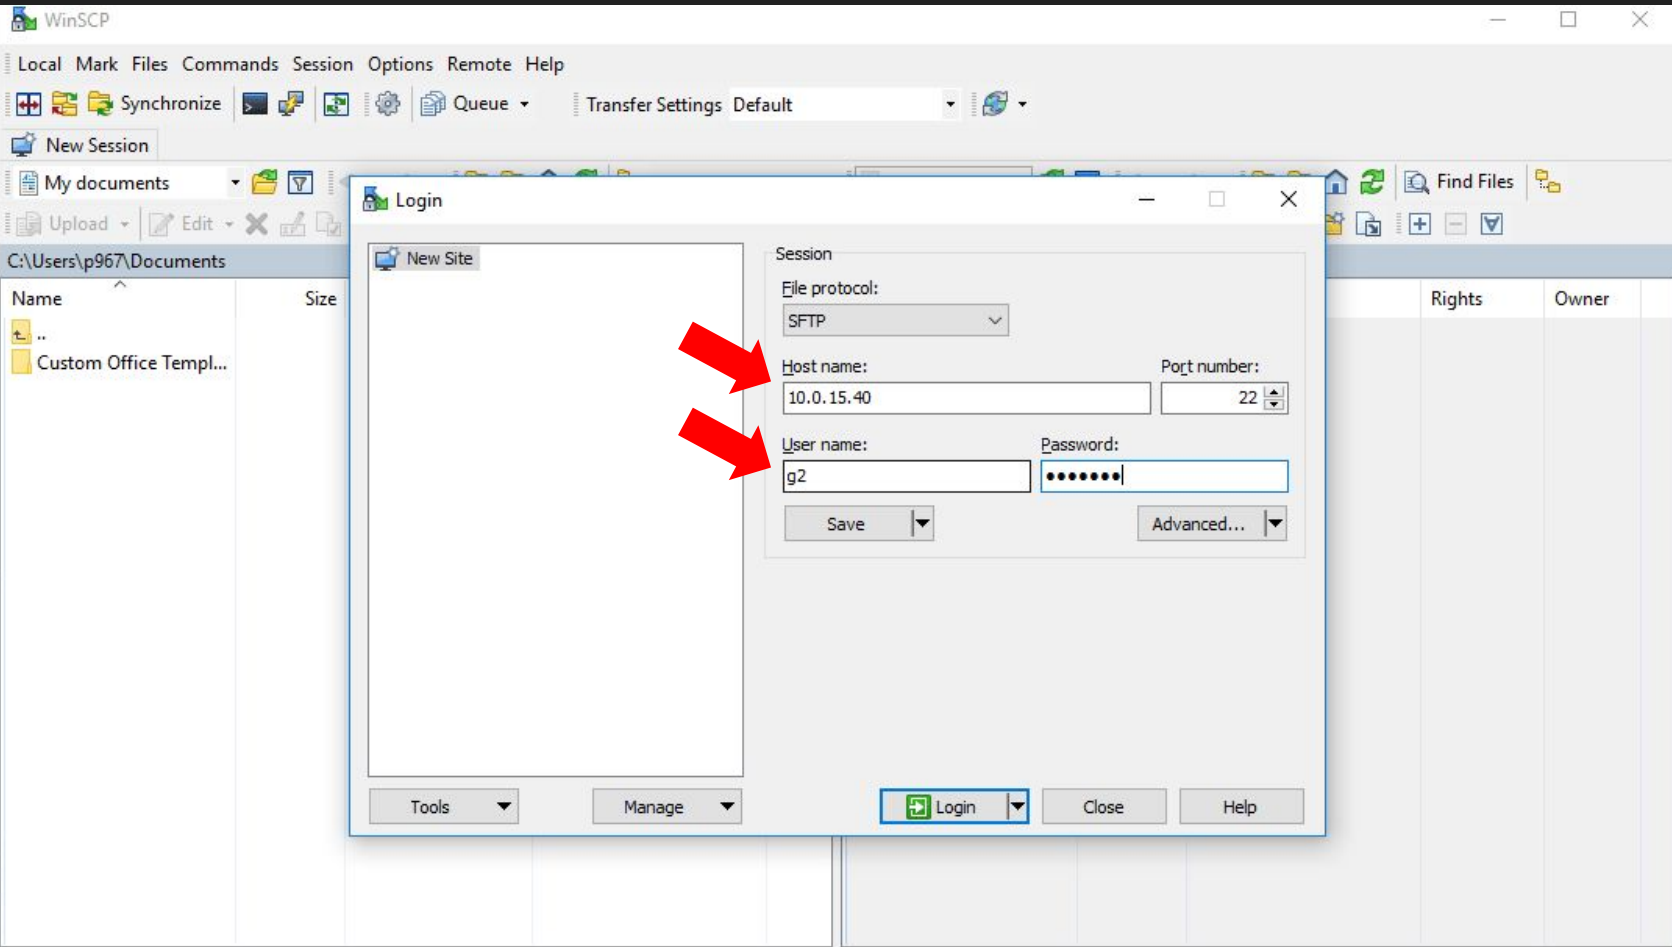 WinSCP
Local Mark Files Commands Session Options Remote Help
Synchronize Queue Transfer Settings Default
New Session
My documents Find Files
Upload Edit
C:\Users\p967\Documents
Name Size Rights Owner
..
Custom Office Templ...
Login
New Site
Session
File protocol:
SFTP
Host name: Port number:
10.0.15.40 22
User name: Password:
g2 •••••••
Save Advanced...
Tools Manage Login Close Help